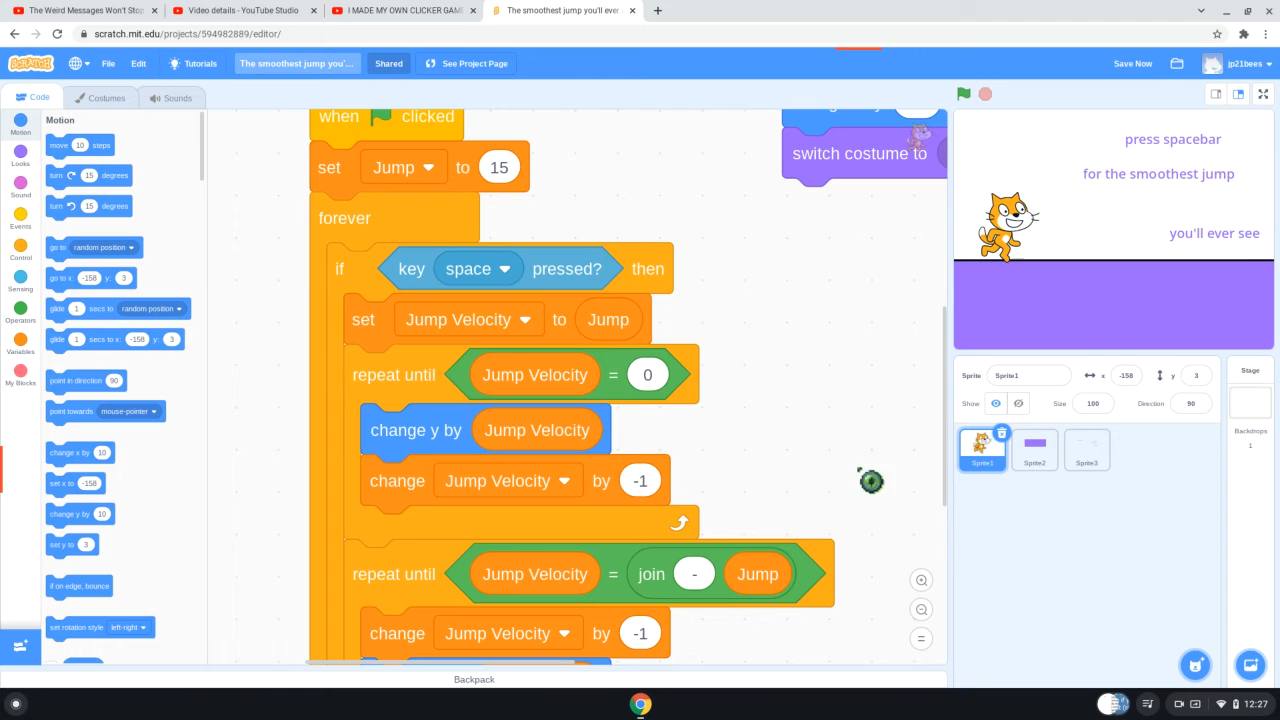 The Weird Messages Won't Stop
Video details - YouTube Studio
I MADE MY OWN CLICKER GAM
The smoothest jump you'll ever
scratch.mit.edu/projects/594982889/editor/
SCRATCH
File
Edit
Tutorials
The smoothest jump you'...
Shared
See Project Page
Save Now
jp21bees
Code
Costumes
Sounds
Motion
Looks
Sound
Events
Control
Sensing
Operators
Variables
My Blocks
Motion
move 10 steps
turn 15 degrees
turn 15 degrees
go to random position
go to x: -158 y: 3
glide 1 secs to random position
glide 1 secs to x: -158 y: 3
point in direction 90
point towards mouse-pointer
change x by 10
set x to -158
change y by 10
set y to 3
if on edge, bounce
set rotation style left-right
when clicked
set Jump to 15
forever
if key space pressed? then
set Jump Velocity to Jump
repeat until Jump Velocity = 0
change y by Jump Velocity
change Jump Velocity by -1
repeat until Jump Velocity = join - Jump
change Jump Velocity by -1
switch costume to
press spacebar
for the smoothest jump
you'll ever see
Sprite Sprite1 x -158 y 3
Show Size 100 Direction 90
Sprite1
Sprite2
Sprite3
Stage
Backdrops
1
Backpack
12:27